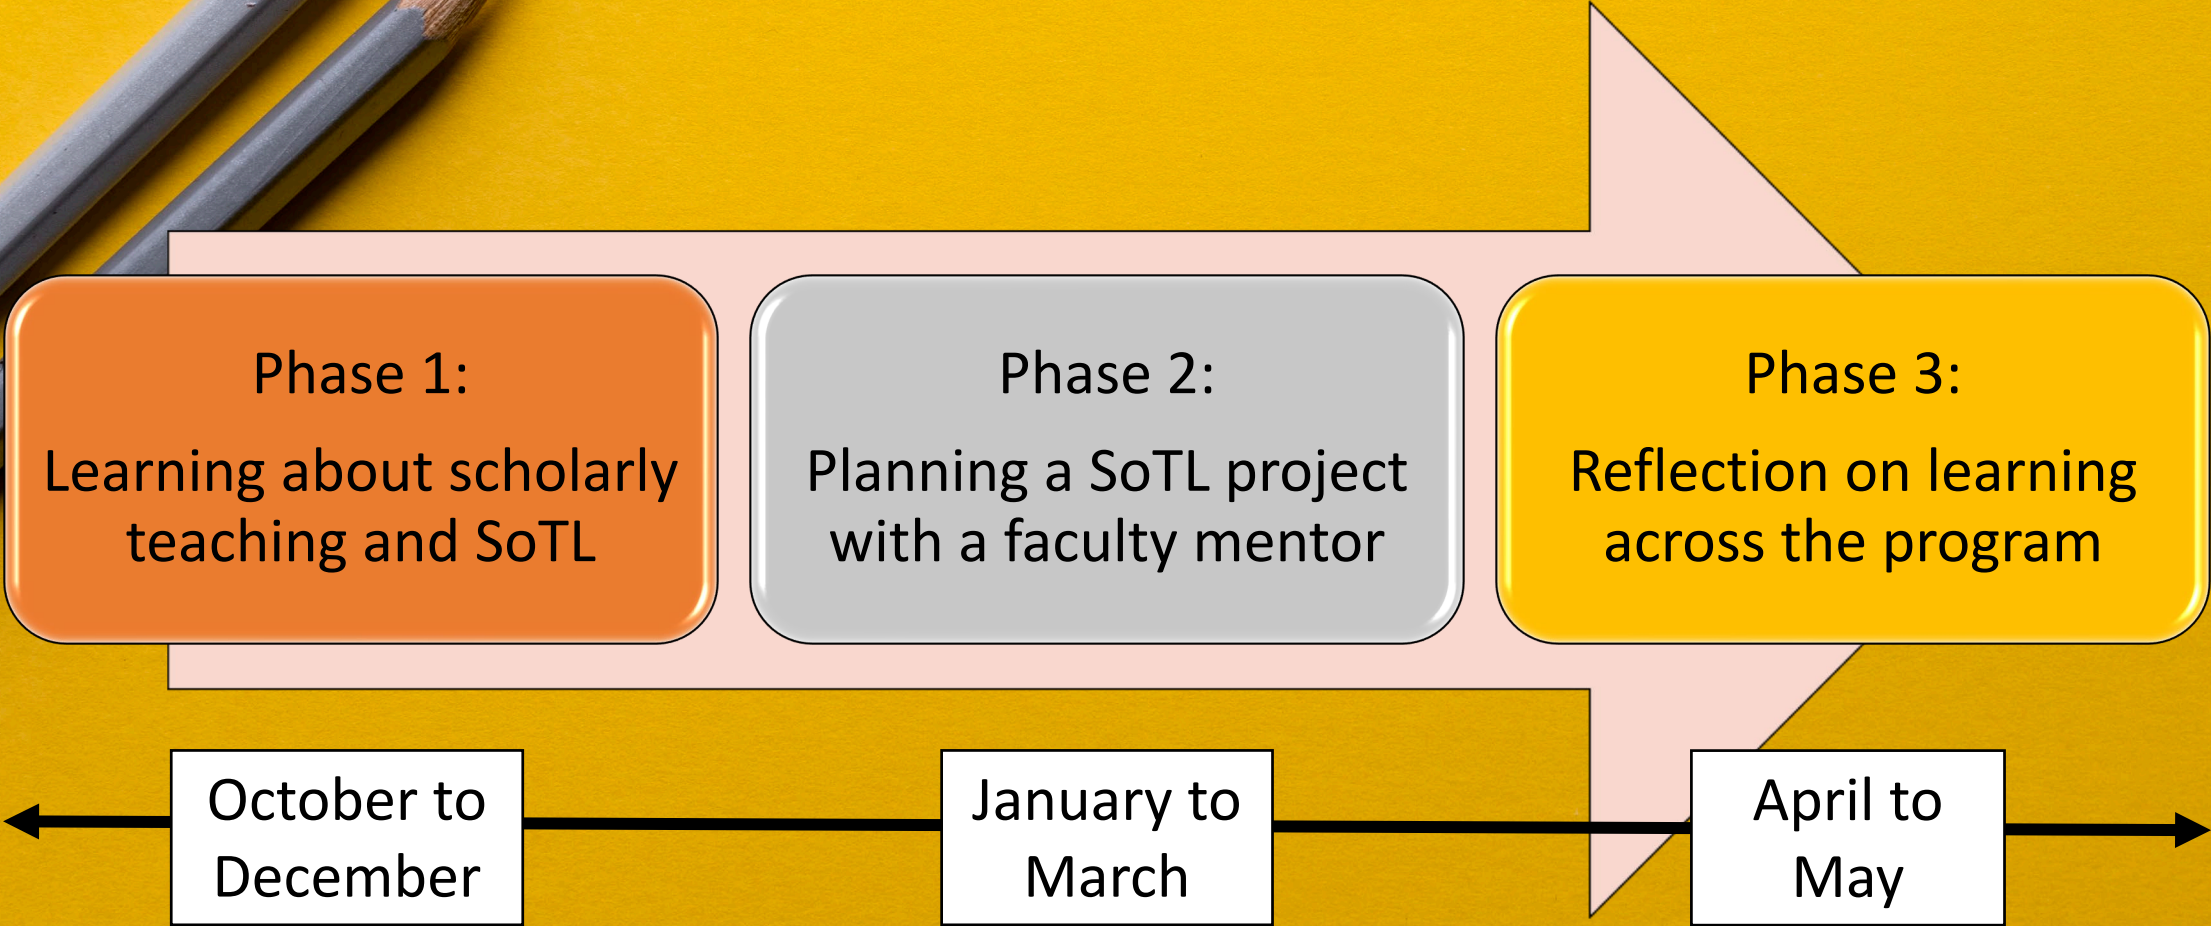 Phase 1:
Learning about scholarly
teaching and SoTL
Phase 2:
Planning a SoTL project
with a faculty mentor
Phase 3:
Reflection on learning
across the program
October to
December
January to
March
April to
May